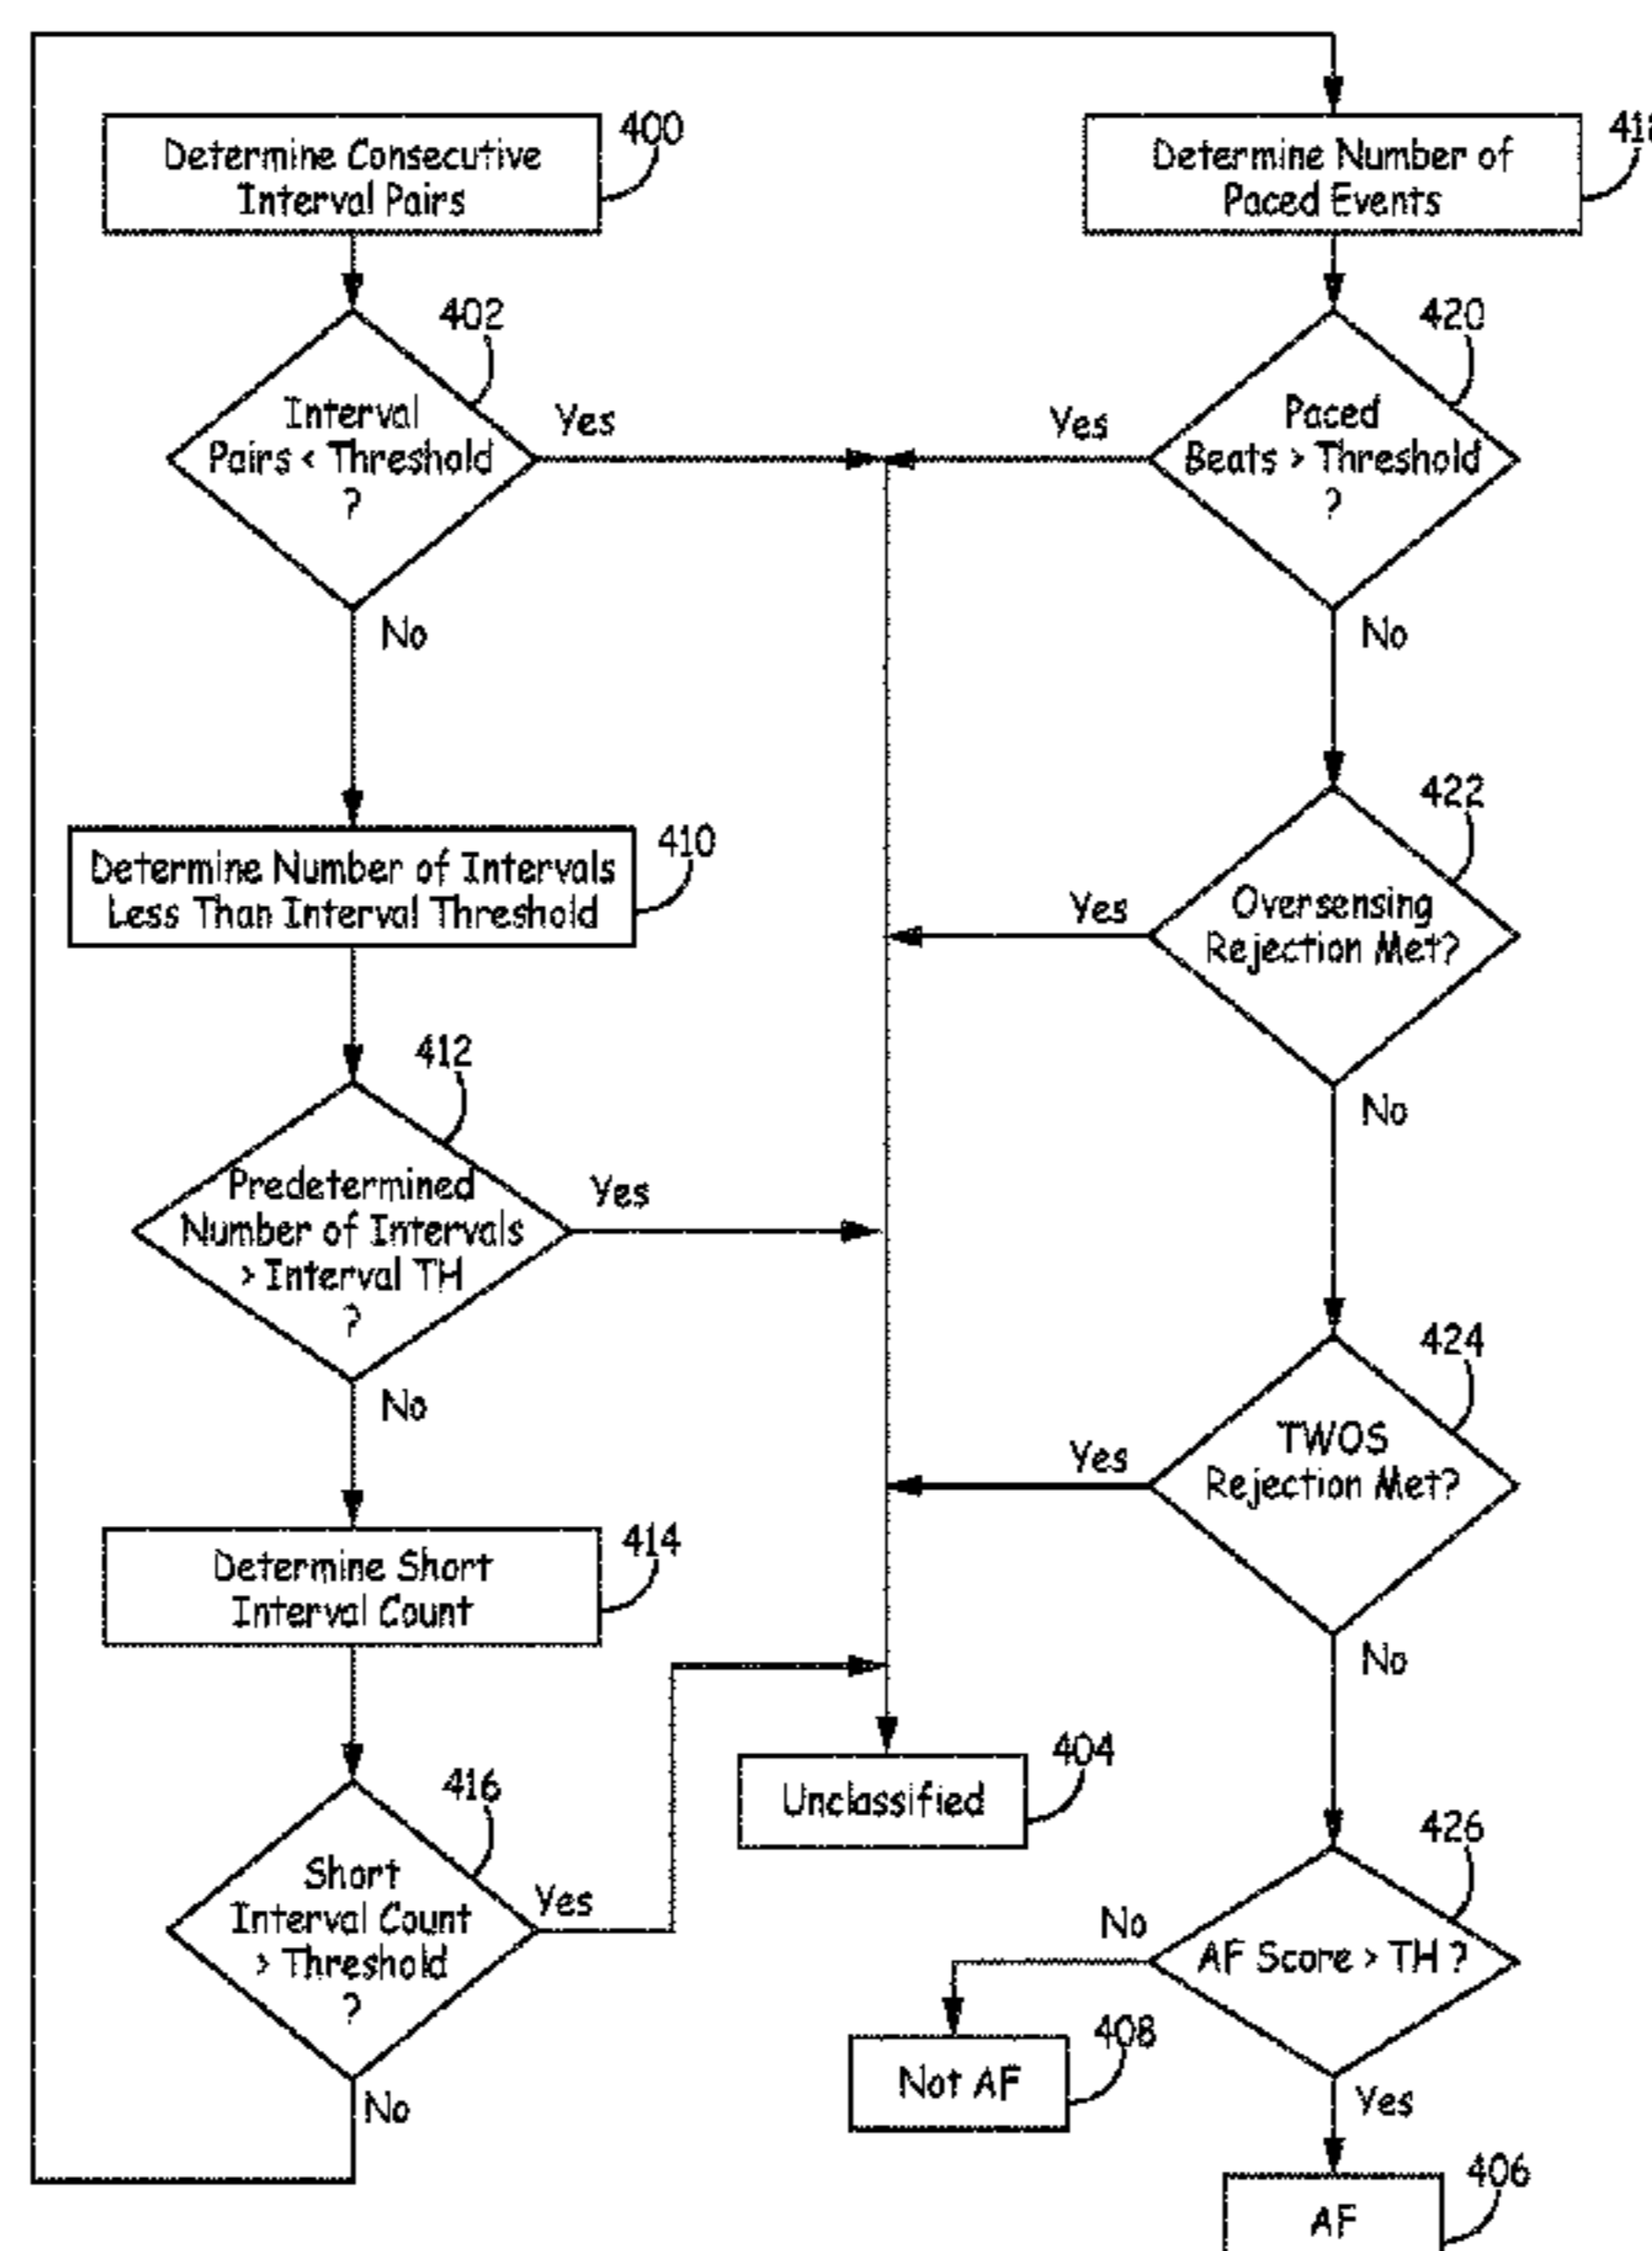 Determine Consecutive
Interval Pairs
400
402
Interval
Pairs < Threshold
?
Yes
No
Determine Number of Intervals
Less Than Interval Threshold
410
412
Predetermined
Number of Intervals
> Interval TH
?
Yes
No
Determine Short
Interval Count
414
416
Short
Interval Count
> Threshold
?
Yes
No
Unclassified
404
Determine Number of
Paced Events
420
Paced
Beats > Threshold
?
Yes
No
422
Oversensing
Rejection Met?
Yes
No
424
TWOS
Rejection Met?
Yes
No
426
AF Score > TH ?
No
Yes
Not AF
408
AF
406